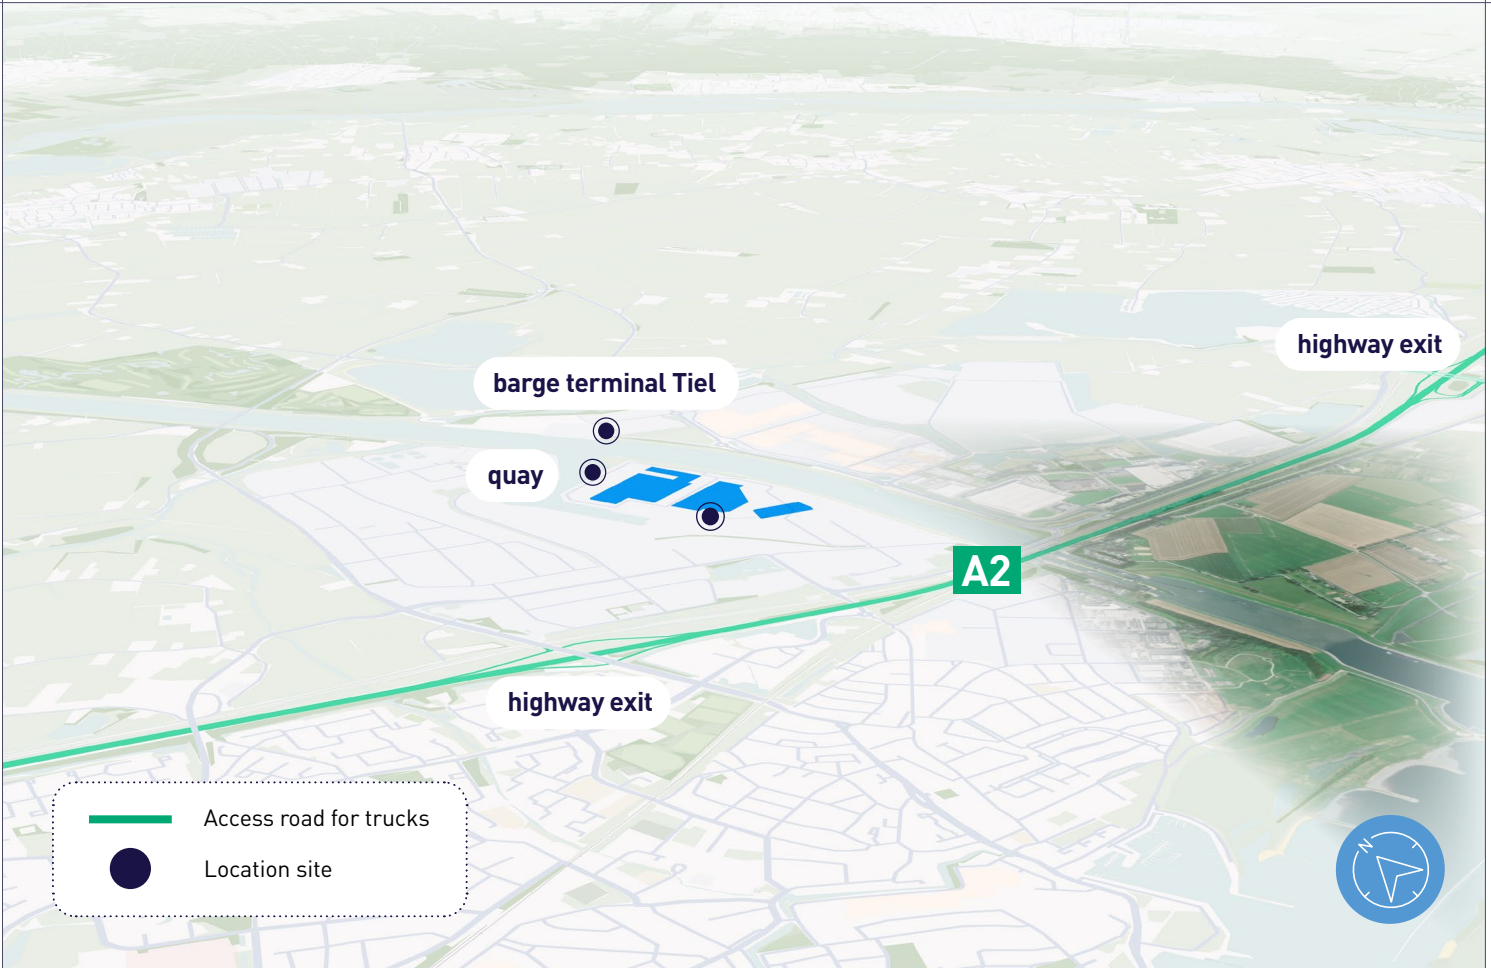 highway exit
barge terminal Tiel
quay
A2
highway exit
Access road for trucks
Location site
N